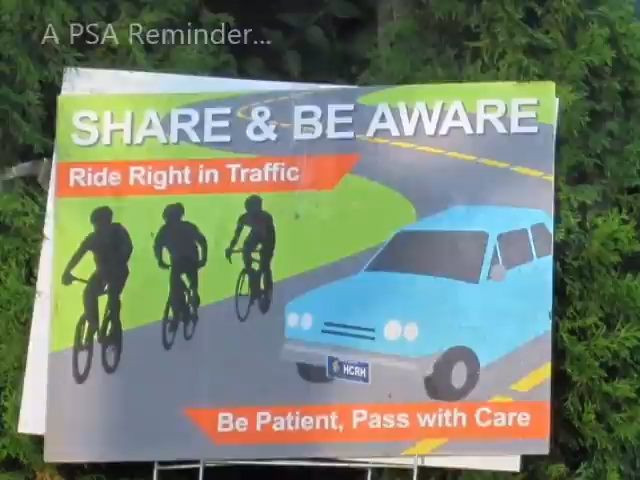 A PSA Reminder...
SHARE & BE AWARE
Ride Right in Traffic
HCRH
Be Patient, Pass with Care